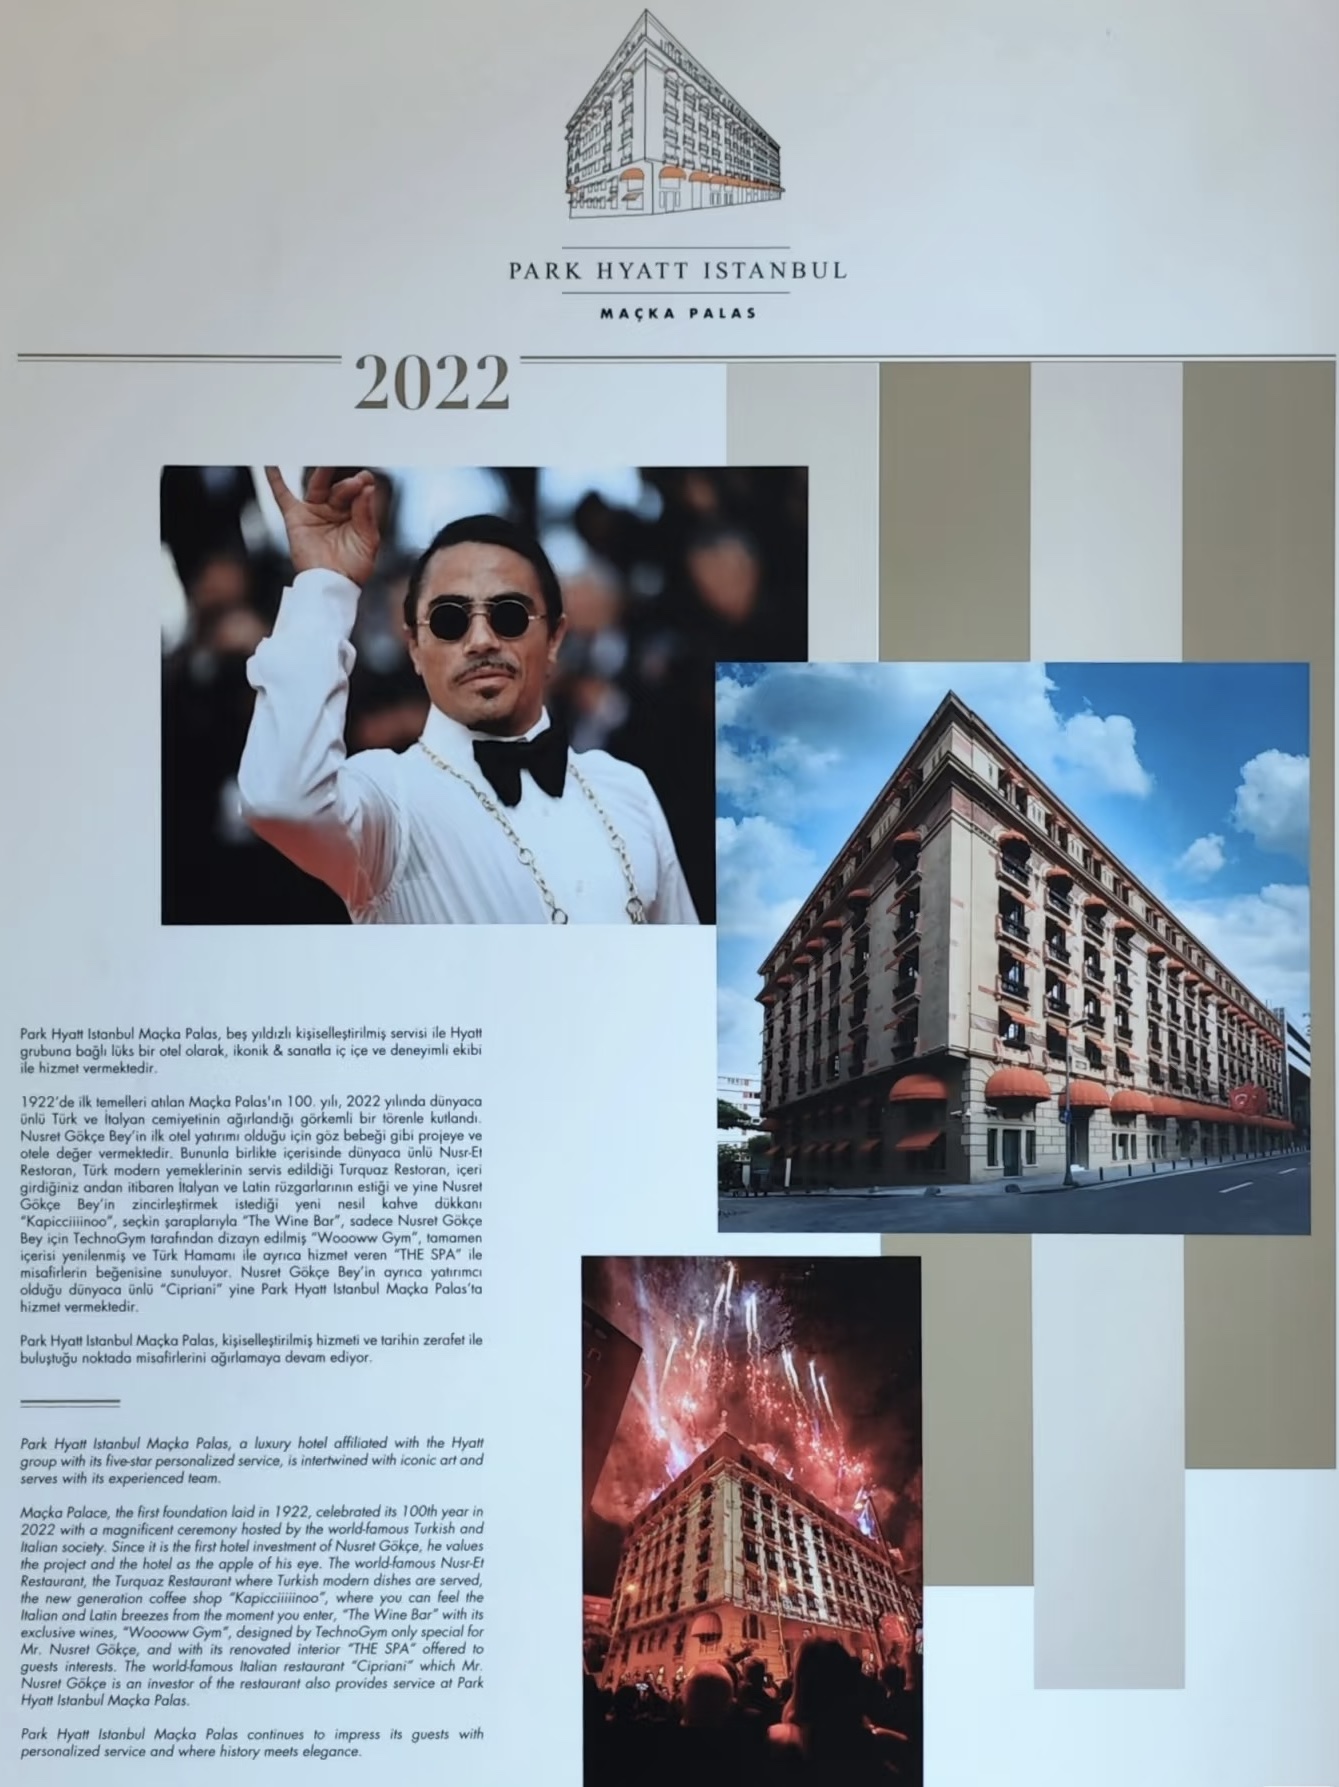 PARK HYATT ISTANBUL
MAÇKA PALAS
2022
Park Hyatt Istanbul Maçka Palas, beş yıldızlı kişiselleştirilmiş servisi ile Hyatt
grubuna bağlı lüks bir otel olarak, ikonik & sanatla iç içe ve deneyimli ekibi
ile hizmet vermektedir.
1922'de ilk temelleri atılan Maçka Palas'ın 100. yılı, 2022 yılında dünyaca
ünlü Türk ve İtalyan cemiyetinin ağırlandığı görkemli bir törenle kutlandı.
Nusret Gökçe Bey'in ilk otel yatırımı olduğu için göz bebeği gibi projeye ve
otele değer vermektedir. Bununla birlikte içerisinde dünyaca ünlü Nusr-Et
Restoran, Türk modern yemeklerinin servis edildiği Turquaz Restoran, içeri
girdiğiniz andan itibaren İtalyan ve Latin rüzgarlarının estiği ve yine Nusret
Gökçe Bey'in zincirleştirmek istediği yeni nesil kahve dükkanı
“Kapicciiiinoo”, seçkin şaraplarıyla “The Wine Bar”, sadece Nusret Gökçe
Bey için TechnoGym tarafından dizayn edilmiş “Woooww Gym”, tamamen
içerisi yenilenmiş ve Türk Hamamı ile ayrıca hizmet veren “THE SPA” ile
misafirlerin beğenisine sunuluyor. Nusret Gökçe Bey'in ayrıca yatırımcı
olduğu dünyaca ünlü “Cipriani” yine Park Hyatt Istanbul Maçka Palas'ta
hizmet vermektedir.
Park Hyatt Istanbul Maçka Palas, kişiselleştirilmiş hizmeti ve tarihin zerafet ile
buluştuğu noktada misafirlerini ağırlamaya devam ediyor.
Park Hyatt Istanbul Maçka Palas, a luxury hotel affiliated with the Hyatt
group with its five-star personalized service, is intertwined with iconic art and
serves with its experienced team.
Maçka Palace, the first foundation laid in 1922, celebrated its 100th year in
2022 with a magnificent ceremony hosted by the world-famous Turkish and
Italian society. Since it is the first hotel investment of Nusret Gökçe, he values
the project and the hotel as the apple of his eye. The world-famous Nusr-Et
Restaurant, the Turquaz Restaurant where Turkish modern dishes are served,
the new generation coffee shop “Kapicciiiiinoo”, where you can feel the
Italian and Latin breezes from the moment you enter, “The Wine Bar” with its
exclusive wines, “Woooww Gym”, designed by TechnoGym only special for
Mr. Nusret Gökçe, and with its renovated interior “THE SPA” offered to
guests interests. The world-famous Italian restaurant “Cipriani” which Mr.
Nusret Gökçe is an investor of the restaurant also provides service at Park
Hyatt Istanbul Maçka Palas.
Park Hyatt Istanbul Maçka Palas continues to impress its guests with
personalized service and where history meets elegance.